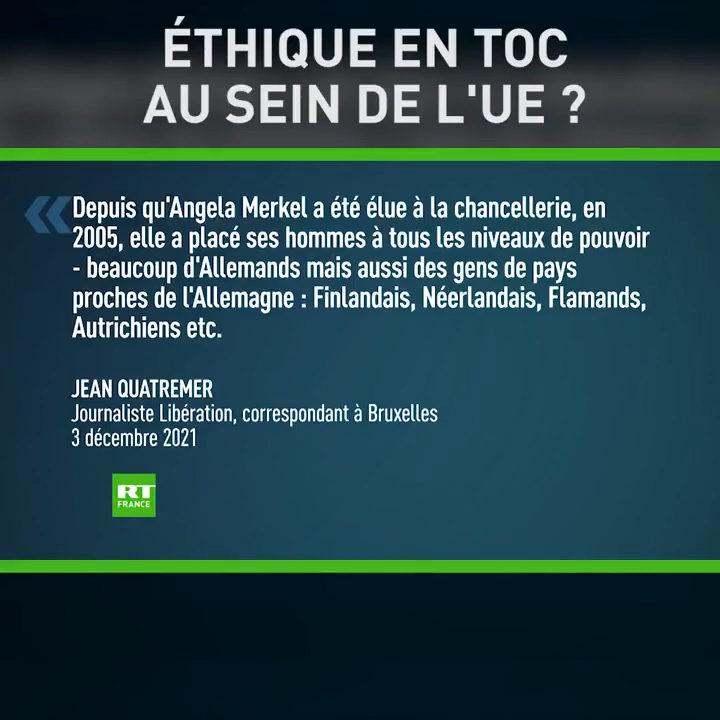 ÉTHIQUE EN TOC
AU SEIN DE L'UE ?
« Depuis qu'Angela Merkel a été élue à la chancellerie, en
2005, elle a placé ses hommes à tous les niveaux de pouvoir
- beaucoup d'Allemands mais aussi des gens de pays
proches de l'Allemagne : Finlandais, Néerlandais, Flamands,
Autrichiens etc.
JEAN QUATREMER
Journaliste Libération, correspondant à Bruxelles
3 décembre 2021
RT
FRANCE